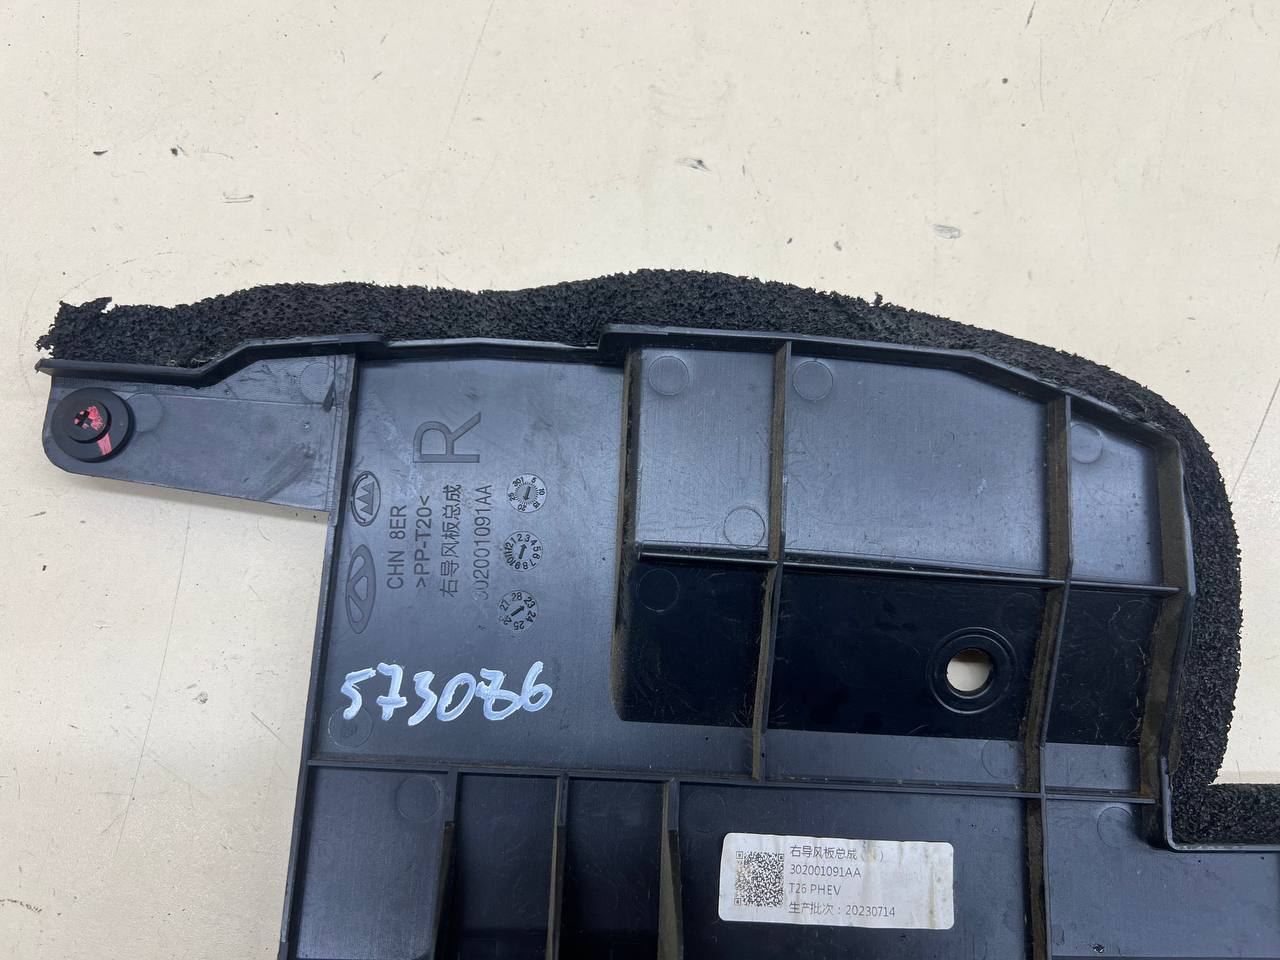 R
CHN 8ER
>PP-T20<
右导风板总成
302001091AA
573086
右导风板总成
302001091AA
T26 PHEV
生产批次：20230714